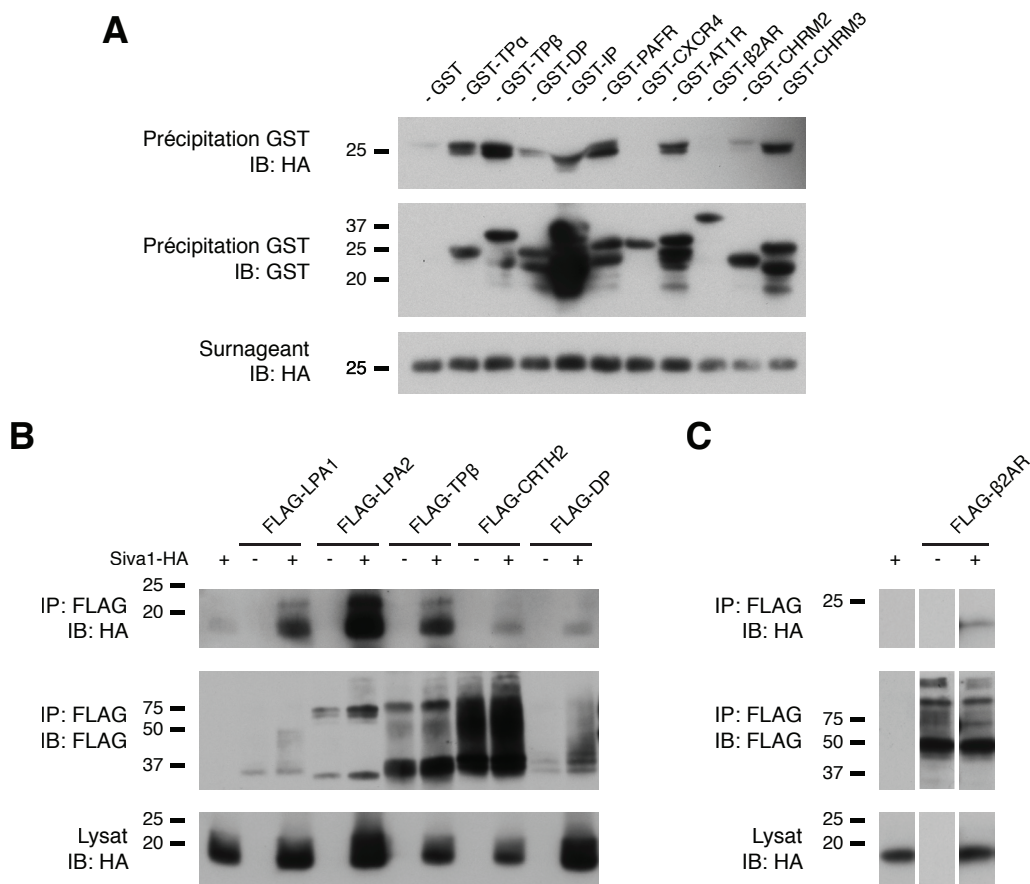 A
- GST
- GST-TPα
- GST-TPβ
- GST-DP
- GST-IP
- GST-PAFR
- GST-CXCR4
- GST-AT1R
- GST-β2AR
- GST-CHRM2
- GST-CHRM3
Précipitation GST
IB: HA
25
Précipitation GST
IB: GST
37
25
20
Surnageant
IB: HA
25
B
FLAG-LPA1
FLAG-LPA2
FLAG-TPβ
FLAG-CRTH2
FLAG-DP
Siva1-HA + - + - + - + - + - +
IP: FLAG
IB: HA
25
20
IP: FLAG
IB: FLAG
75
50
37
Lysat
IB: HA
25
20
C
FLAG-β2AR
+ - +
IP: FLAG
IB: HA
25
IP: FLAG
IB: FLAG
75
50
37
Lysat
IB: HA
25
20